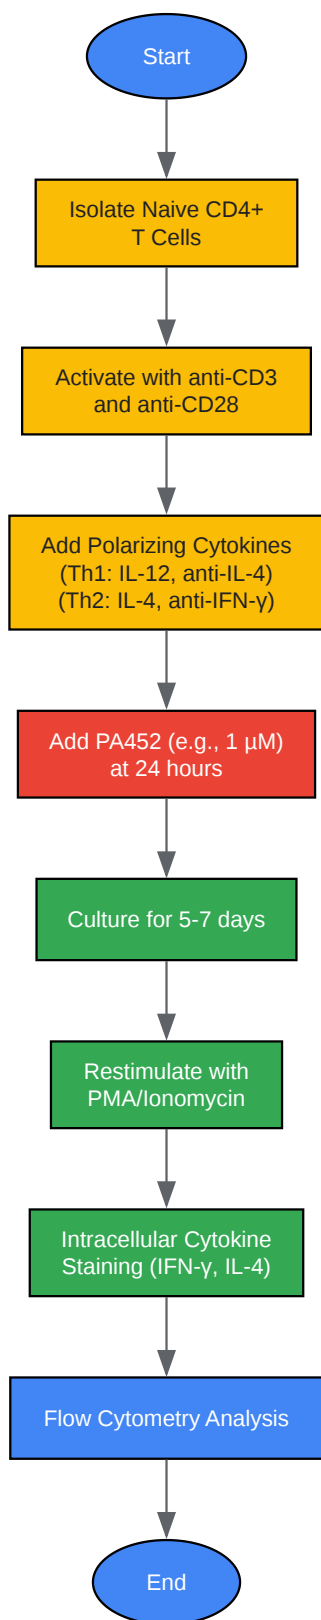 Start
Isolate Naive CD4+
T Cells
Activate with anti-CD3
and anti-CD28
Add Polarizing Cytokines
(Th1: IL-12, anti-IL-4)
(Th2: IL-4, anti-IFN-γ)
Add PA452 (e.g., 1 µM)
at 24 hours
Culture for 5-7 days
Restimulate with
PMA/Ionomycin
Intracellular Cytokine
Staining (IFN-γ, IL-4)
Flow Cytometry Analysis
End